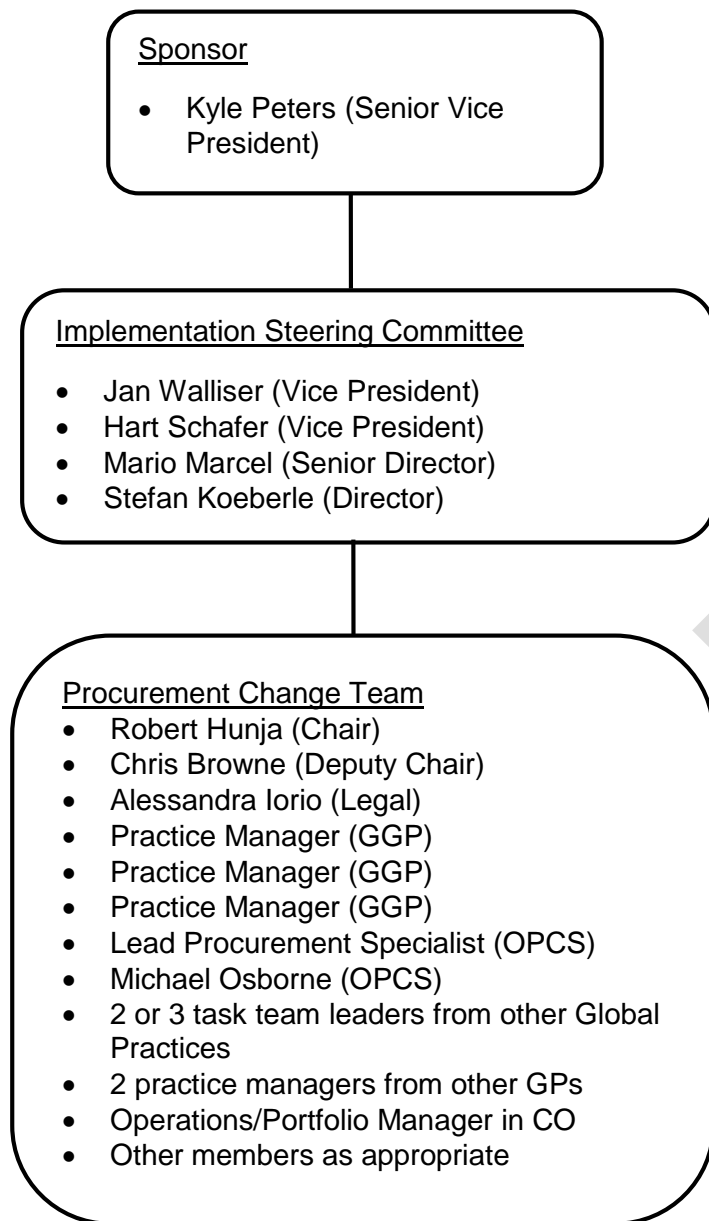 Sponsor
• Kyle Peters (Senior Vice
President)
Implementation Steering Committee
• Jan Walliser (Vice President)
• Hart Schafer (Vice President)
• Mario Marcel (Senior Director)
• Stefan Koeberle (Director)
Procurement Change Team
• Robert Hunja (Chair)
• Chris Browne (Deputy Chair)
• Alessandra Iorio (Legal)
• Practice Manager (GGP)
• Practice Manager (GGP)
• Practice Manager (GGP)
• Lead Procurement Specialist (OPCS)
• Michael Osborne (OPCS)
• 2 or 3 task team leaders from other Global
Practices
• 2 practice managers from other GPs
• Operations/Portfolio Manager in CO
• Other members as appropriate